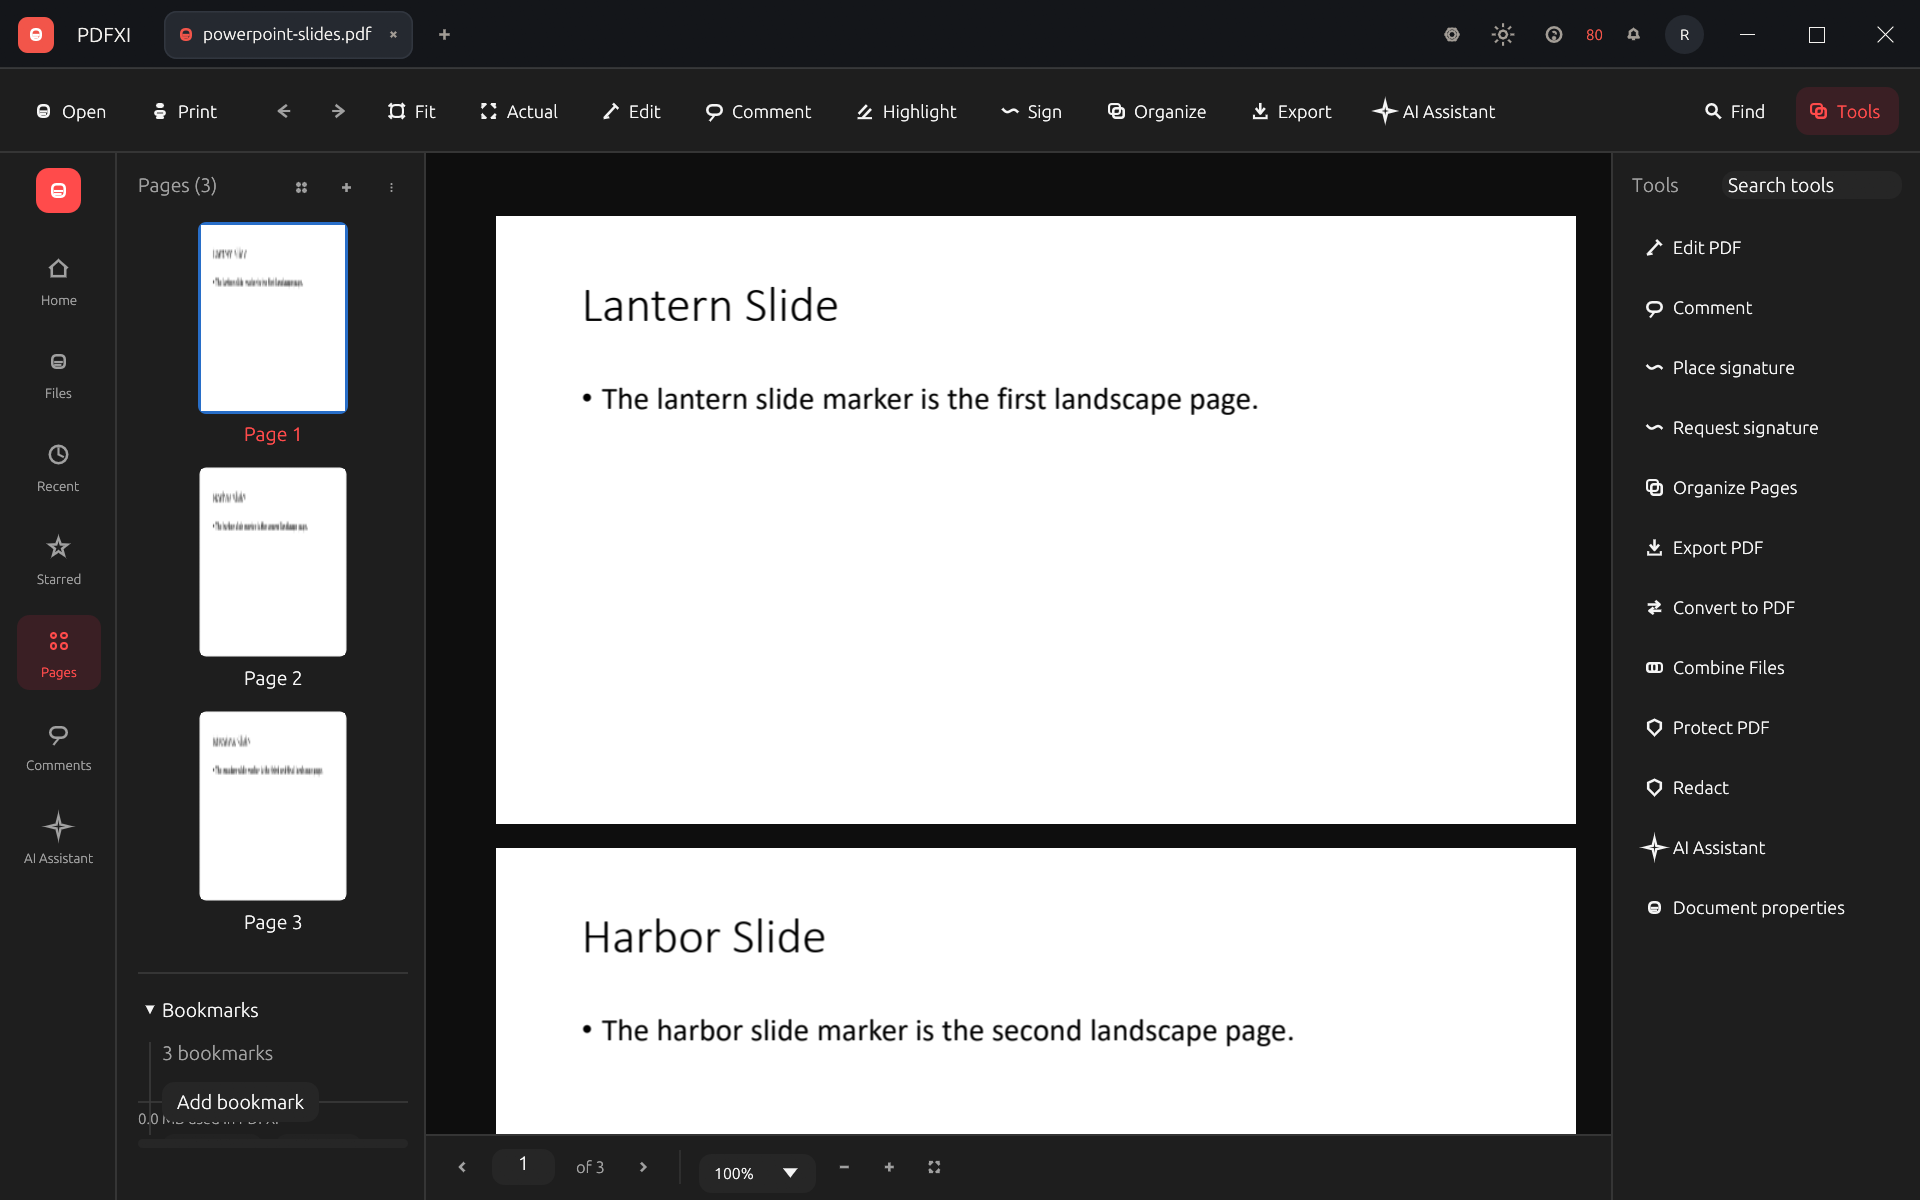 PDFXI
powerpoint-slides.pdf
80
R
Open
Print
Fit
Actual
Edit
Comment
Highlight
Sign
Organize
Export
AI Assistant
Find
Tools
Home
Files
Recent
Starred
Pages
Comments
AI Assistant
Pages (3)
Page 1
Page 2
Page 3
Bookmarks
3 bookmarks
Add bookmark
0.0
Lantern Slide
• The lantern slide marker is the first landscape page.
Harbor Slide
• The harbor slide marker is the second landscape page.
1
of 3
100%
Tools
Search tools
Edit PDF
Comment
Place signature
Request signature
Organize Pages
Export PDF
Convert to PDF
Combine Files
Protect PDF
Redact
AI Assistant
Document properties